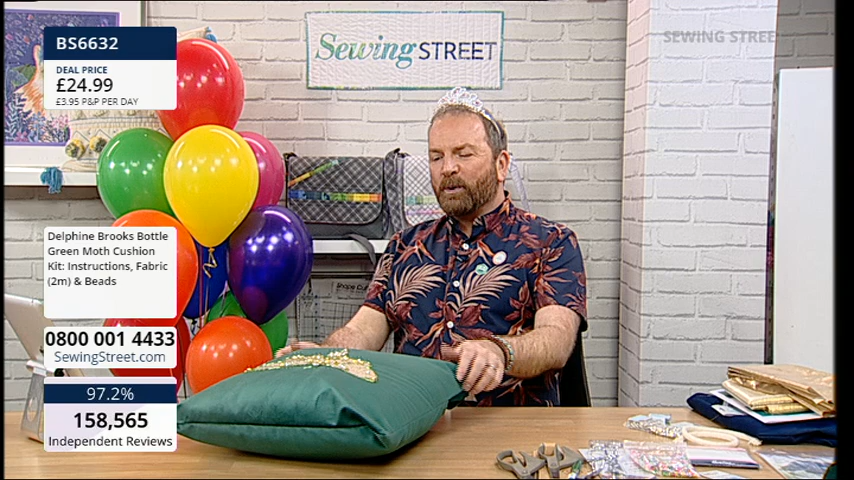 BS6632
DEAL PRICE
£24.99
£3.95 P&P PER DAY
Sewing STREET
SEWING STREE
Delphine Brooks Bottle
Green Moth Cushion
Kit: Instructions, Fabric
(2m) & Beads
0800 001 4433
SewingStreet.com
97.2%
158,565
Independent Reviews